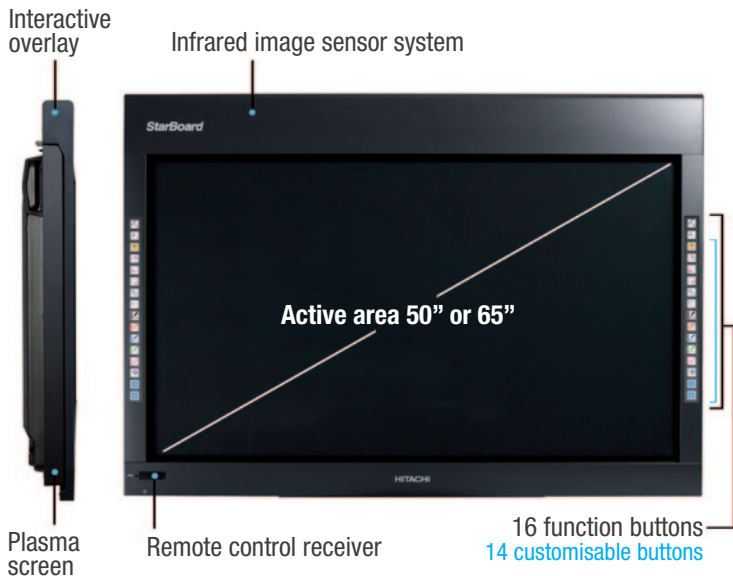 Interactive
overlay
Infrared image sensor system
StarBoard
Active area 50” or 65”
HITACHI
Plasma
screen
Remote control receiver
16 function buttons
14 customisable buttons